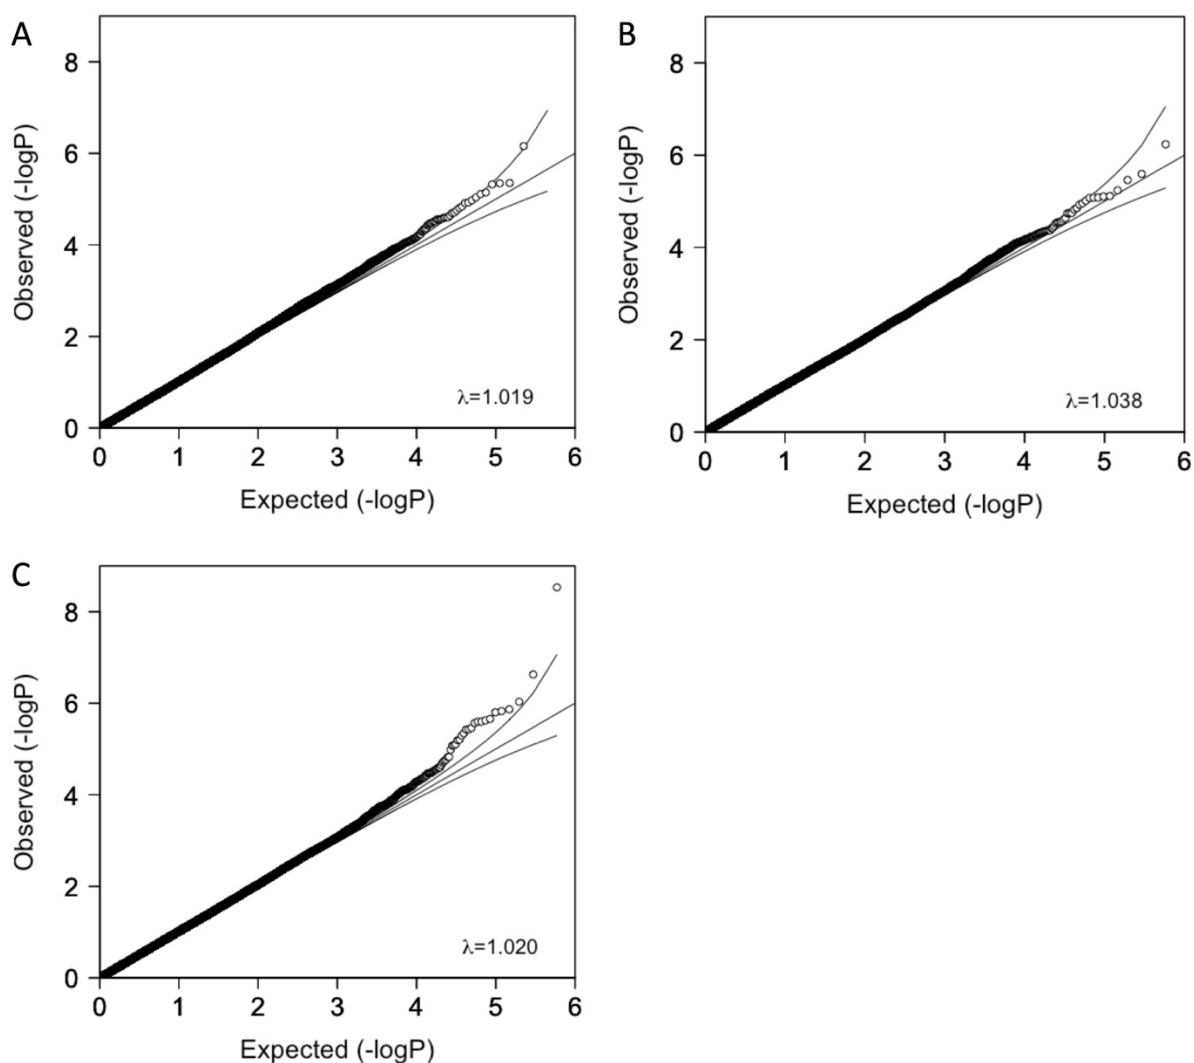 A
Observed (-logP)
8
6
4
2
0
λ=1.019
0 1 2 3 4 5 6
Expected (-logP)
B
Observed (-logP)
8
6
4
2
0
λ=1.038
0 1 2 3 4 5 6
Expected (-logP)
C
Observed (-logP)
8
6
4
2
0
λ=1.020
0 1 2 3 4 5 6
Expected (-logP)